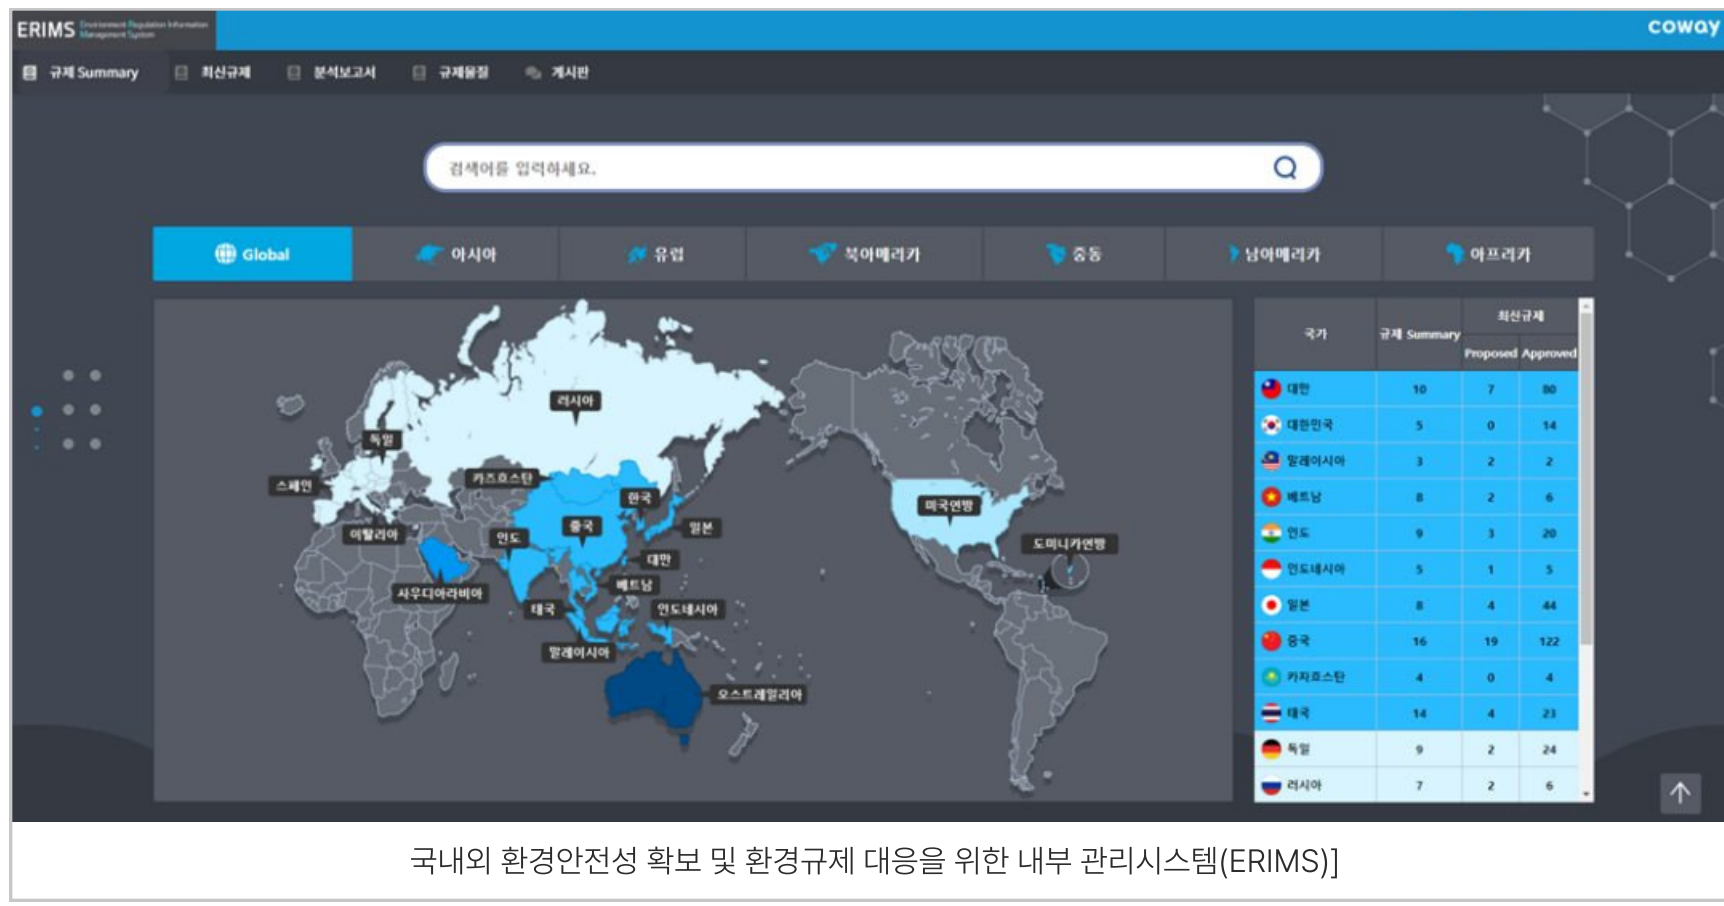 ERIMS Environment Regulation Information
Management System
coway
규제 Summary 최신규제 분석보고서 규제물질 게시판
검색어를 입력하세요.
Global 아시아 유럽 북아메리카 중동 남아메리카 아프리카
러시아
독일
스페인
카즈흐스탄
한국
이탈리아
인도
중국
일본
대만
사우디아라비아
베트남
태국
인도네시아
말레이시아
오스트레일리아
미국연방
도미니카연방
국가 규제 Summary 최신규제
Proposed Approved
대만 10 7 80
대한민국 5 0 14
말레이시아 3 2 2
베트남 8 2 6
인도 9 3 20
인도네시아 5 1 5
일본 8 4 44
중국 16 19 122
카자흐스탄 4 0 4
태국 14 4 23
독일 9 2 24
러시아 7 2 6
국내외 환경안전성 확보 및 환경규제 대응을 위한 내부 관리시스템(ERIMS)]